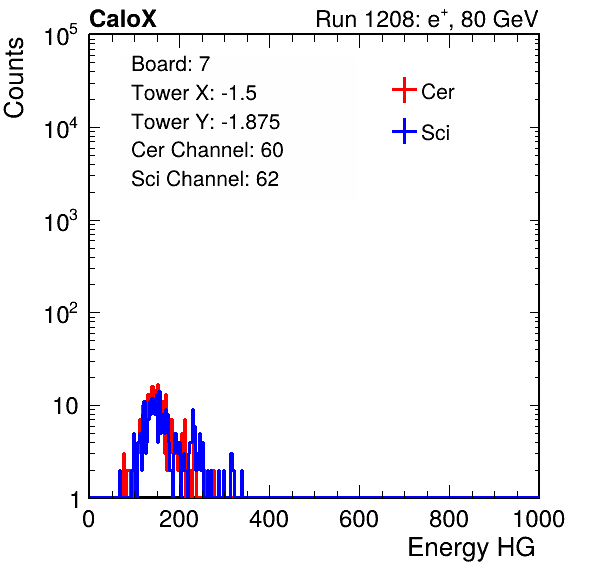 CaloX Run 1208: e⁺, 80 GeV
Counts
Board: 7
Tower X: -1.5
Tower Y: -1.875
Cer Channel: 60
Sci Channel: 62
Cer
Sci
10⁵
10⁴
10³
10²
10
1
0 200 400 600 800 1000
Energy HG